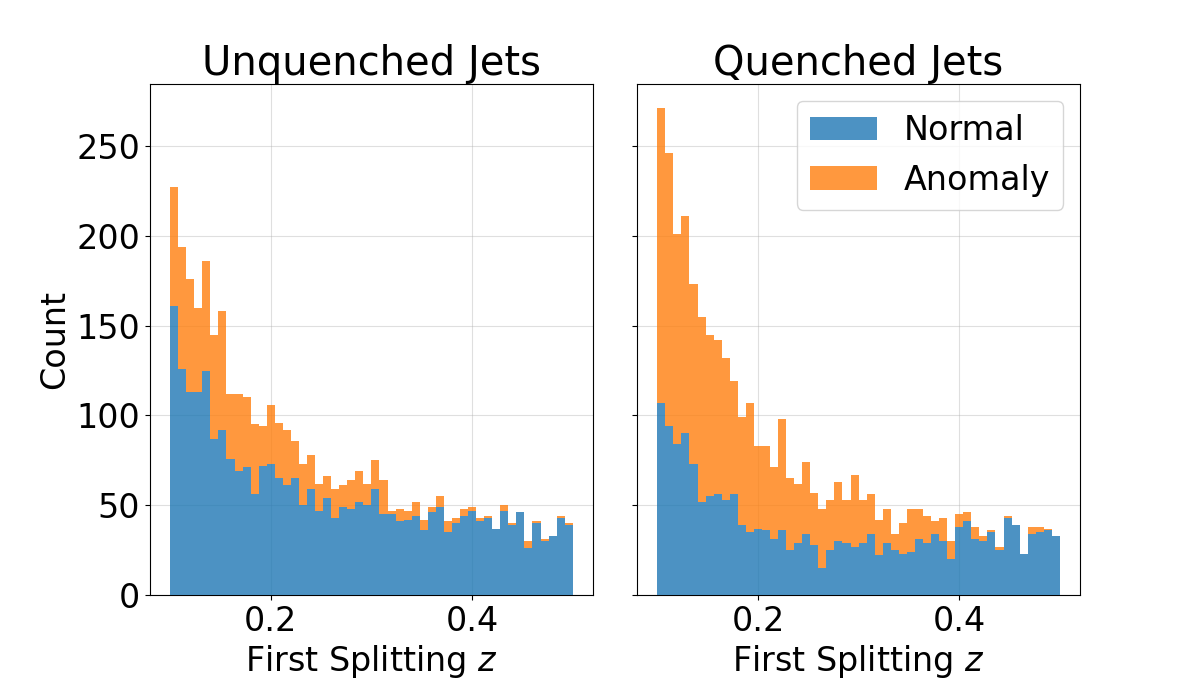 Unquenched Jets
Quenched Jets
Normal
Anomaly
Count
250
200
150
100
50
0
0.2 0.4
0.2 0.4
First Splitting z
First Splitting z